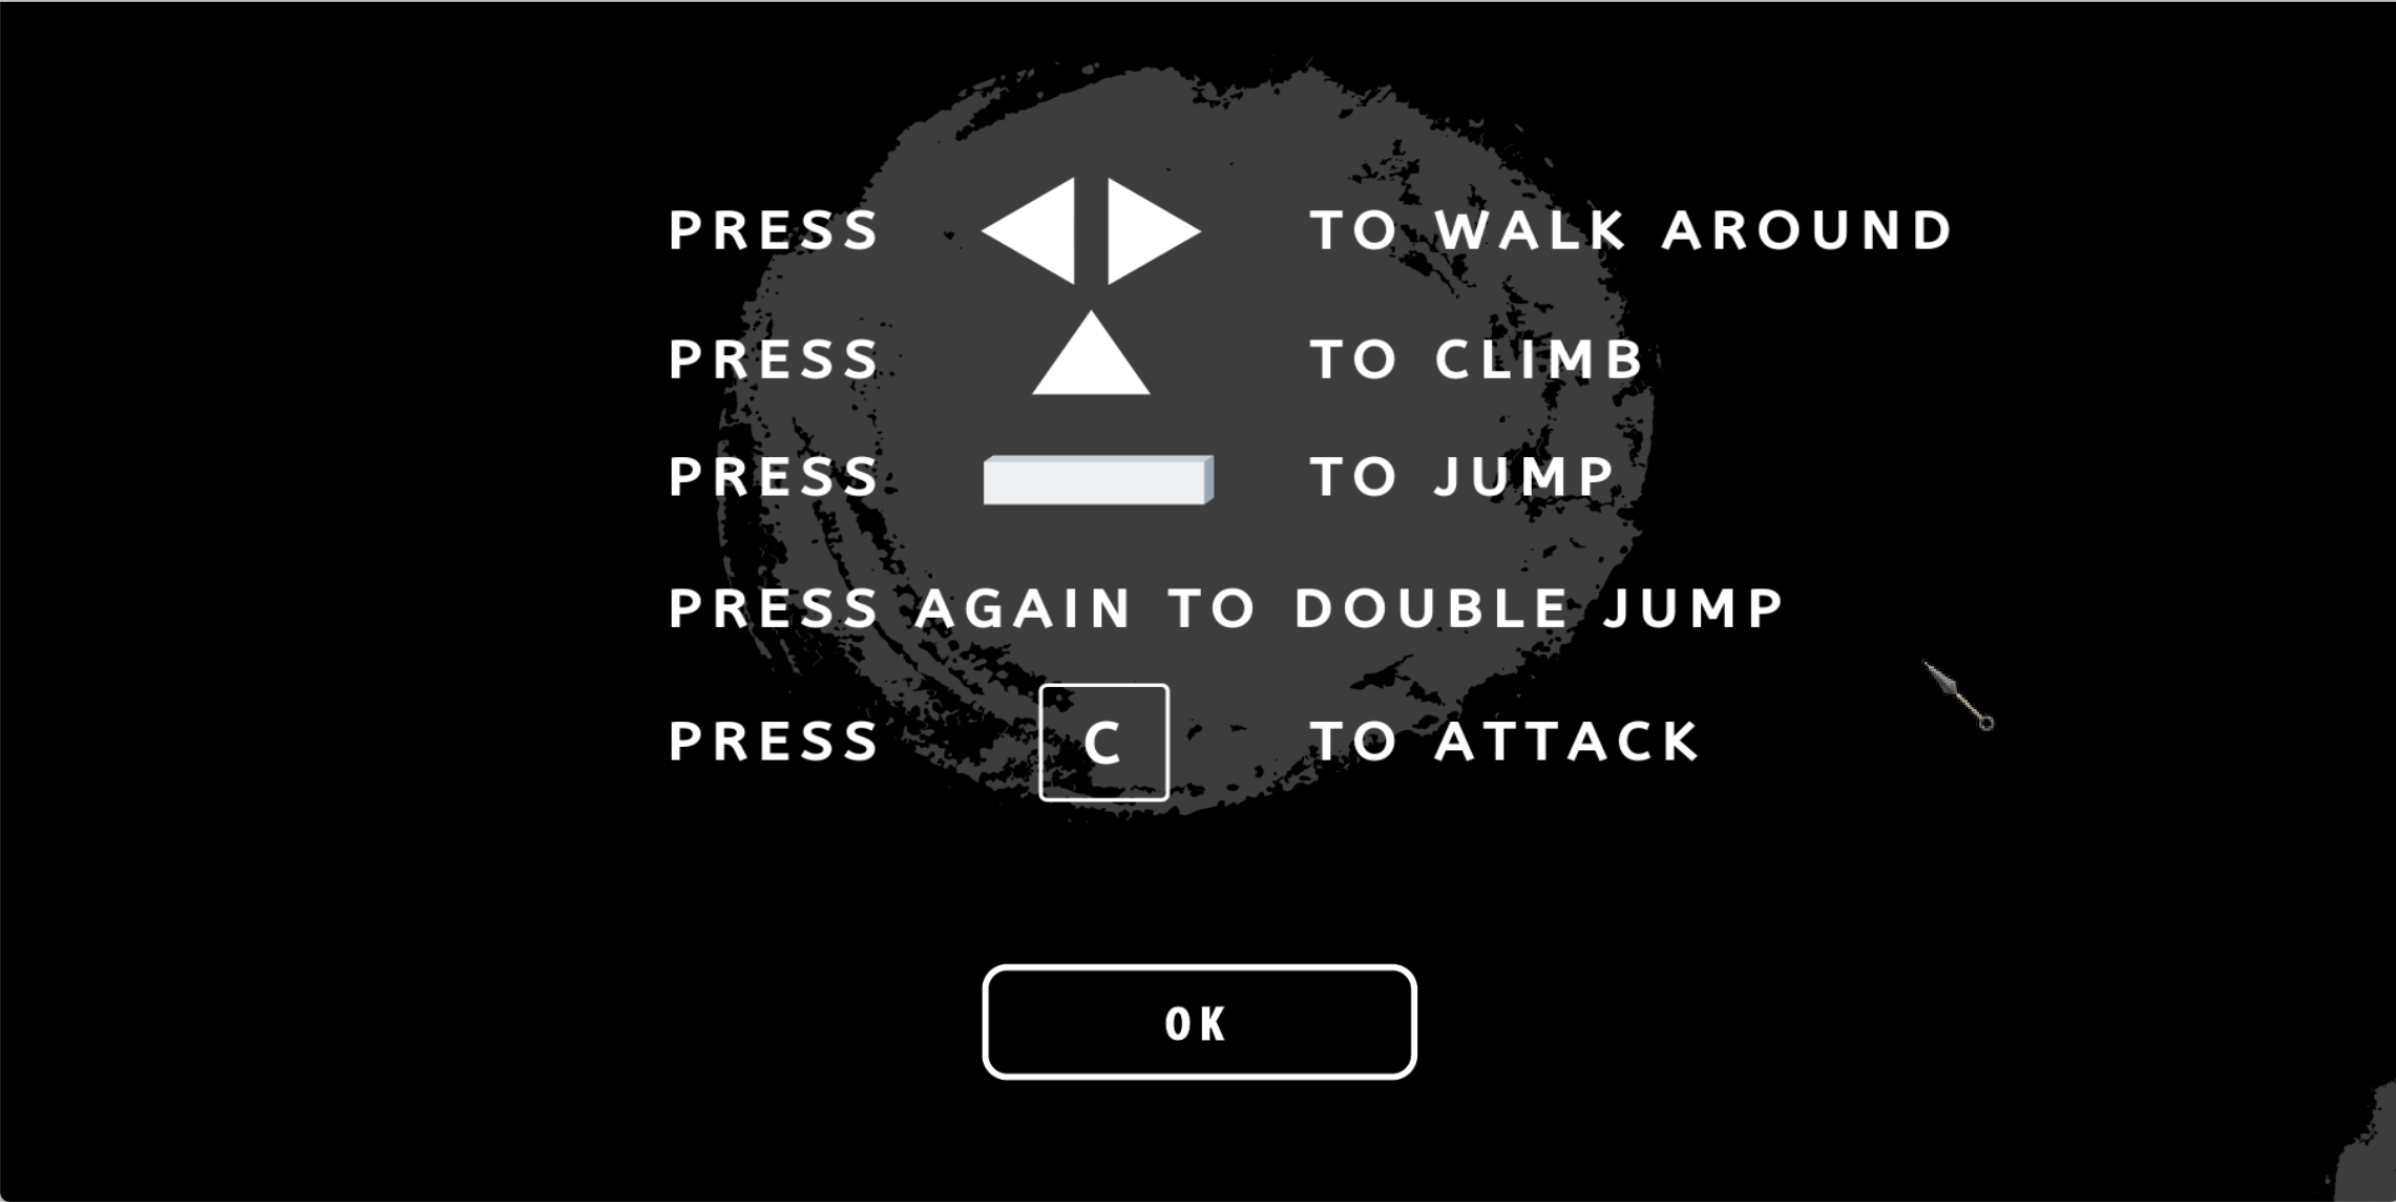 PRESS TO WALK AROUND
PRESS TO CLIMB
PRESS TO JUMP
PRESS AGAIN TO DOUBLE JUMP
PRESS C TO ATTACK
OK